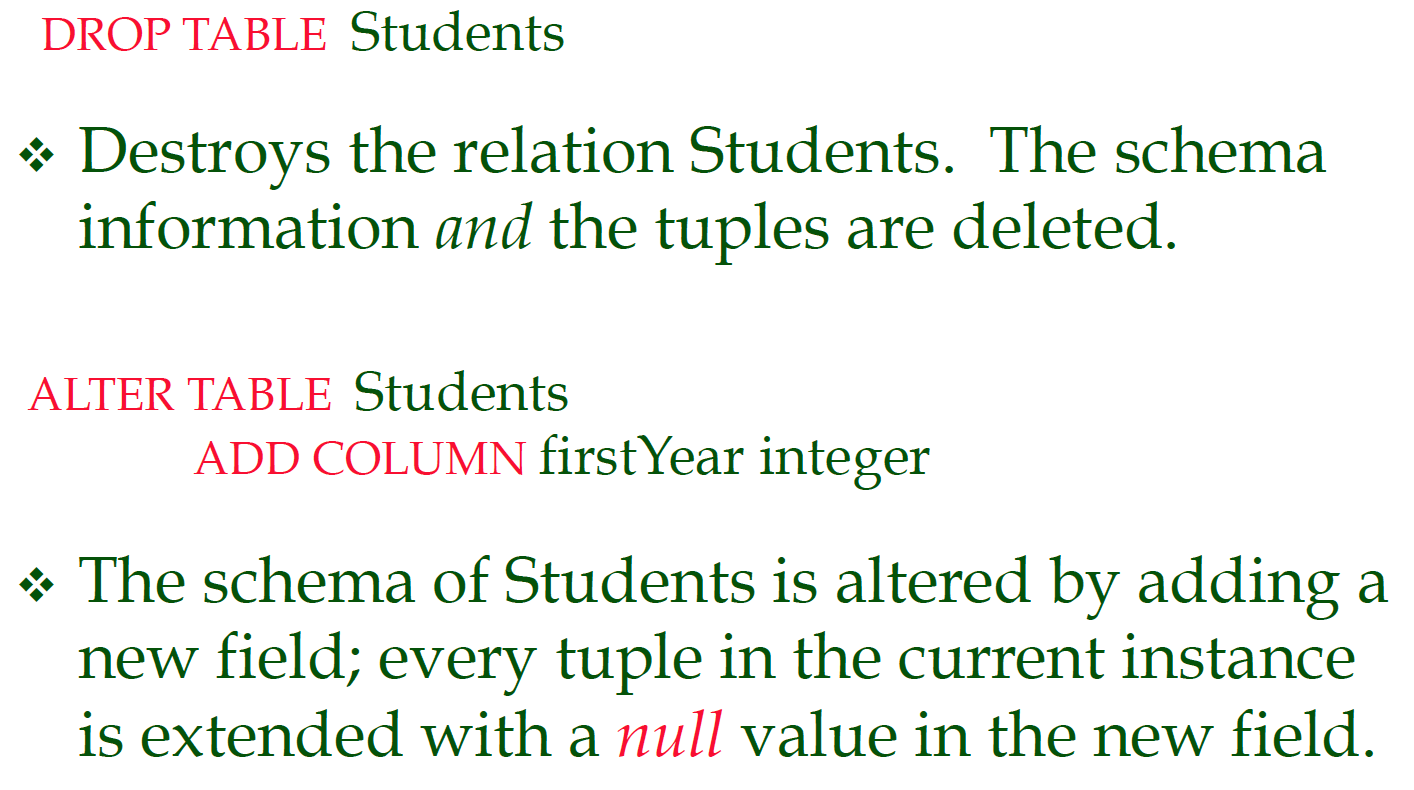 DROP TABLE Students
❖ Destroys the relation Students. The schema
information and the tuples are deleted.
ALTER TABLE Students
ADD COLUMN firstYear integer
❖ The schema of Students is altered by adding a
new field; every tuple in the current instance
is extended with a null value in the new field.